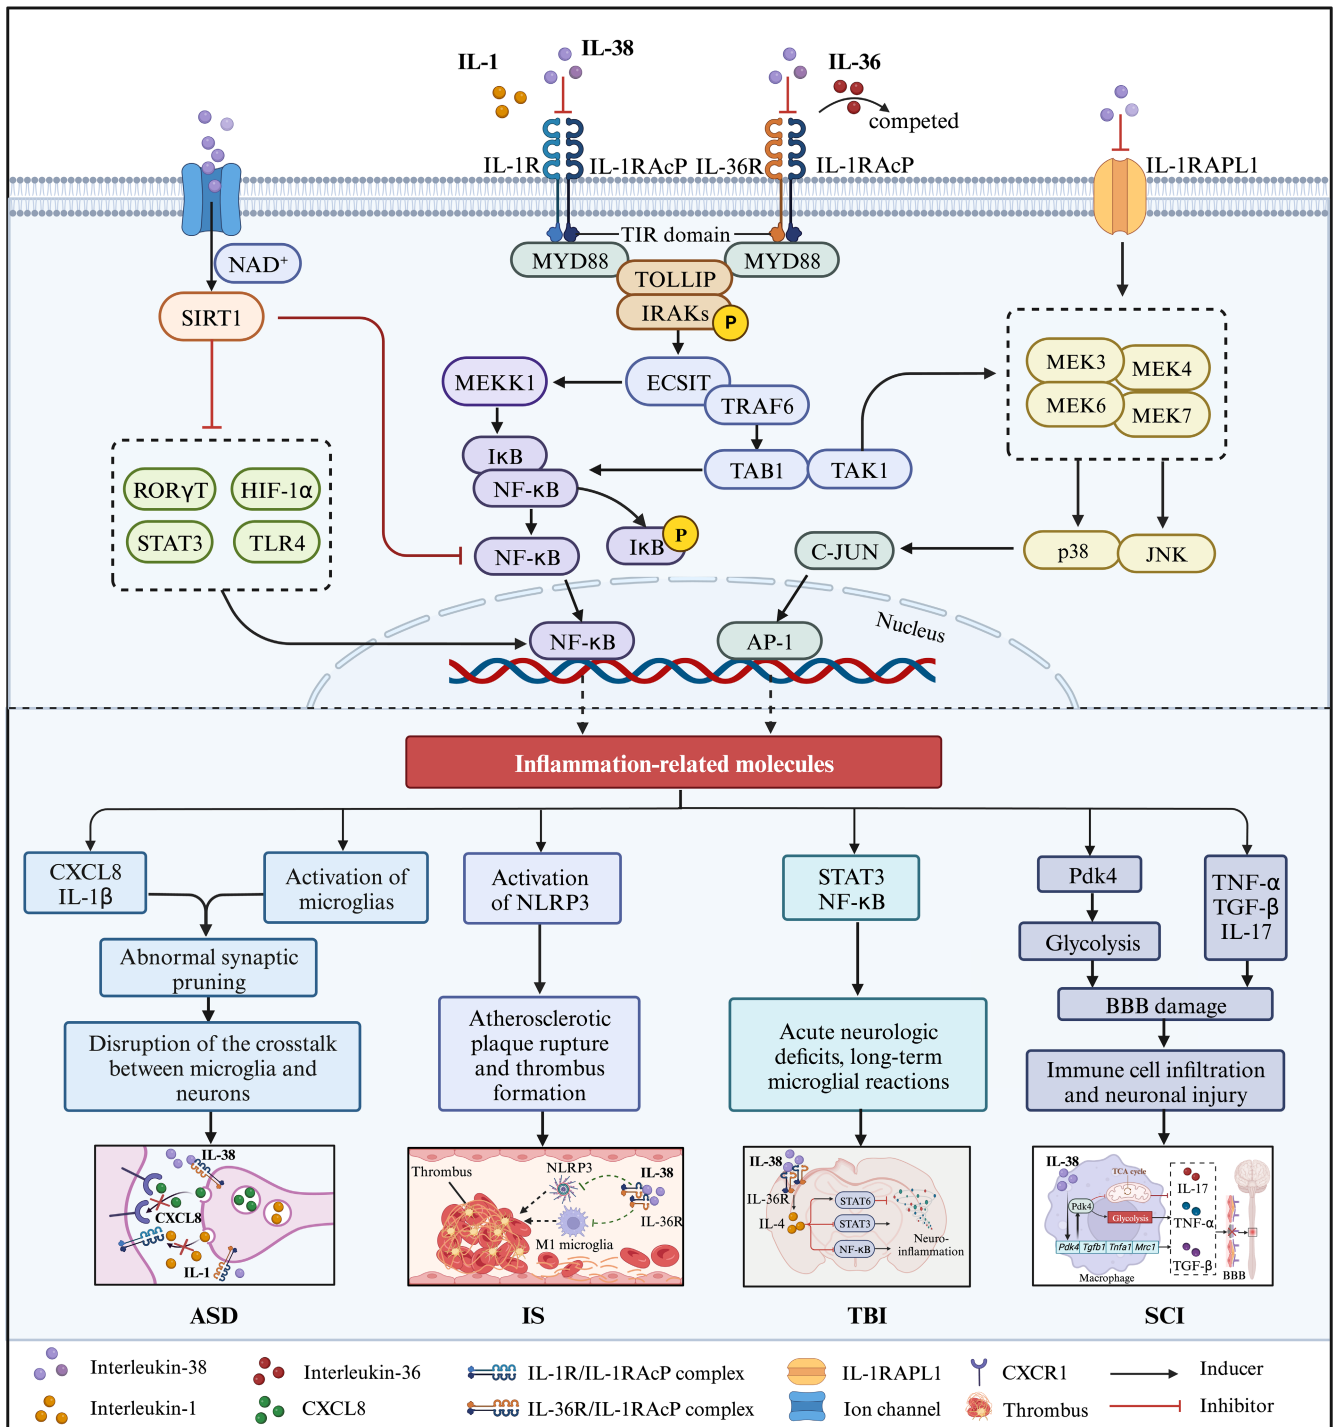 IL-1
IL-38
IL-36
competed
IL-1R
IL-1RAcP
IL-36R
IL-1RAcP
IL-1RAPL1
TIR domain
NAD+
MYD88
MYD88
TOLLIP
SIRT1
IRAKs
P
MEKK1
ECSIT
TRAF6
MEK3
MEK4
MEK6
MEK7
IκB
NF-κB
TAB1
TAK1
RORγT
HIF-1α
STAT3
TLR4
NF-κB
IκB
P
C-JUN
p38
JNK
Nucleus
NF-κB
AP-1
Inflammation-related molecules
CXCL8
IL-1β
Activation of
microglias
Activation
of NLRP3
STAT3
NF-κB
Pdk4
TNF-α
TGF-β
IL-17
Glycolysis
Abnormal synaptic
pruning
BBB damage
Disruption of the crosstalk
between microglia and
neurons
Atherosclerotic
plaque rupture
and thrombus
formation
Acute neurologic
deficits, long-term
microglial reactions
Immune cell infiltration
and neuronal injury
IL-38
CXCL8
IL-1
Thrombus
NLRP3
IL-38
IL-36R
M1 microglia
IL-38
IL-36R
IL-4
STAT6
STAT3
NF-κB
Neuro-
inflammation
IL-38
TCA cycle
Pdk4
Glycolysis
Pdk4 Tgfb1 Tnfa1 Mrc1
Macrophage
IL-17
TNF-α
TGF-β
BBB
ASD
IS
TBI
SCI
Interleukin-38
Interleukin-36
IL-1R/IL-1RAcP complex
IL-1RAPL1
CXCR1
Inducer
Interleukin-1
CXCL8
IL-36R/IL-1RAcP complex
Ion channel
Thrombus
Inhibitor